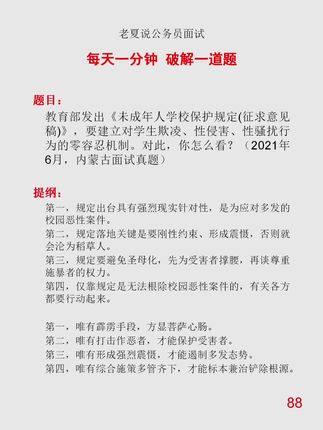 老夏说公务员面试
每天一分钟 破解一道题
题目：
教育部发出《未成年人学校保护规定(征求意见
稿)》，要建立对学生欺凌、性侵害、性骚扰行
为的零容忍机制。对此，你怎么看？（2021年
6月，内蒙古面试真题）
提纲：
第一，规定出台具有强烈现实针对性，是为应对多发的
校园恶性案件。
第二，规定落地关键是要刚性约束、形成震慑，否则就
会沦为稻草人。
第三，规定要避免圣母化，先为受害者撑腰，再谈尊重
施暴者的权力。
第四，仅靠规定是无法根除校园恶性案件的，有关各方
都要行动起来。
第一，唯有霹雳手段，方显菩萨心肠。
第二，唯有打击作恶者，才能保护受害者。
第三，唯有形成强烈震慑，才能遏制多发态势。
第四，唯有综合施策多管齐下，才能标本兼治铲除根源。
88